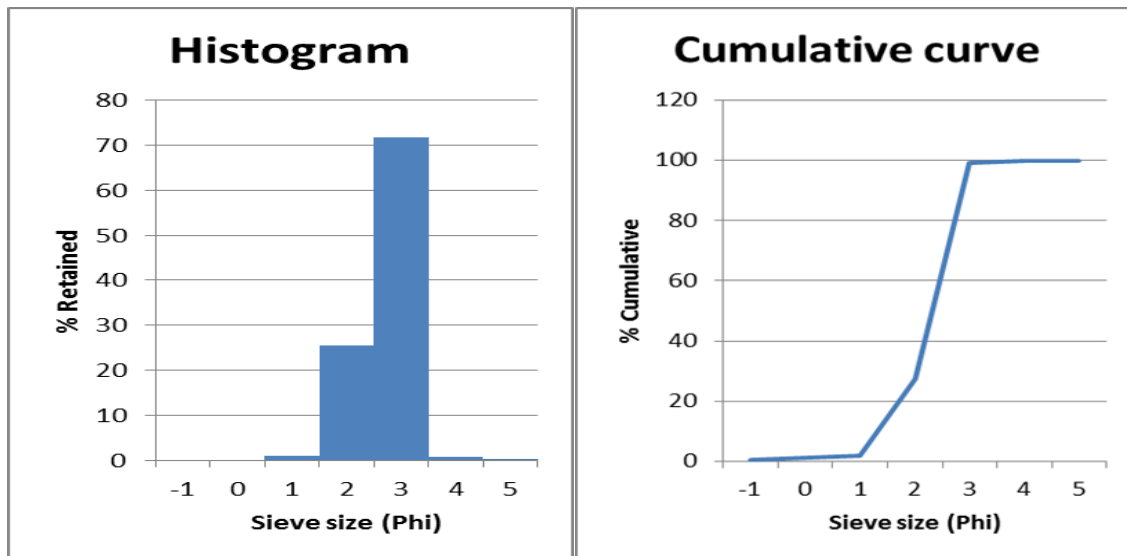 Histogram
80
70
60
50
40
30
20
10
0
% Retained
-1 0 1 2 3 4 5
Sieve size (Phi)
Cumulative curve
120
100
80
60
40
20
0
% Cumulative
-1 0 1 2 3 4 5
Sieve size (Phi)